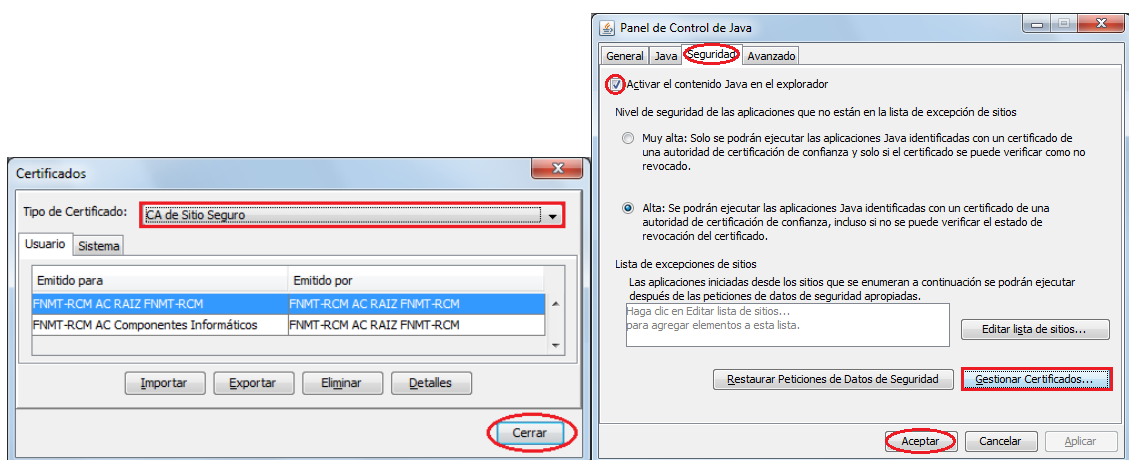 Certificados
Tipo de Certificado:
CA de Sitio Seguro
Usuario
Sistema
Emitido para
Emitido por
FNMT-RCM AC RAIZ FNMT-RCM
FNMT-RCM AC RAIZ FNMT-RCM
FNMT-RCM AC Componentes Informáticos
FNMT-RCM AC RAIZ FNMT-RCM
Importar
Exportar
Eliminar
Detalles
Cerrar
Panel de Control de Java
General
Java
Seguridad
Avanzado
Activar el contenido Java en el explorador
Nivel de seguridad de las aplicaciones que no están en la lista de excepción de sitios
Muy alta: Solo se podrán ejecutar las aplicaciones Java identificadas con un certificado de
una autoridad de certificación de confianza y solo si el certificado se puede verificar como no
revocado.
Alta: Se podrán ejecutar las aplicaciones Java identificadas con un certificado de una
autoridad de certificación de confianza, incluso si no se puede verificar el estado de
revocación del certificado.
Lista de excepciones de sitios
Las aplicaciones iniciadas desde los sitios que se enumeran a continuación se podrán ejecutar
después de las peticiones de datos de seguridad apropiadas.
Haga clic en Editar lista de sitios...
para agregar elementos a esta lista.
Editar lista de sitios...
Restaurar Peticiones de Datos de Seguridad
Gestionar Certificados...
Aceptar
Cancelar
Aplicar